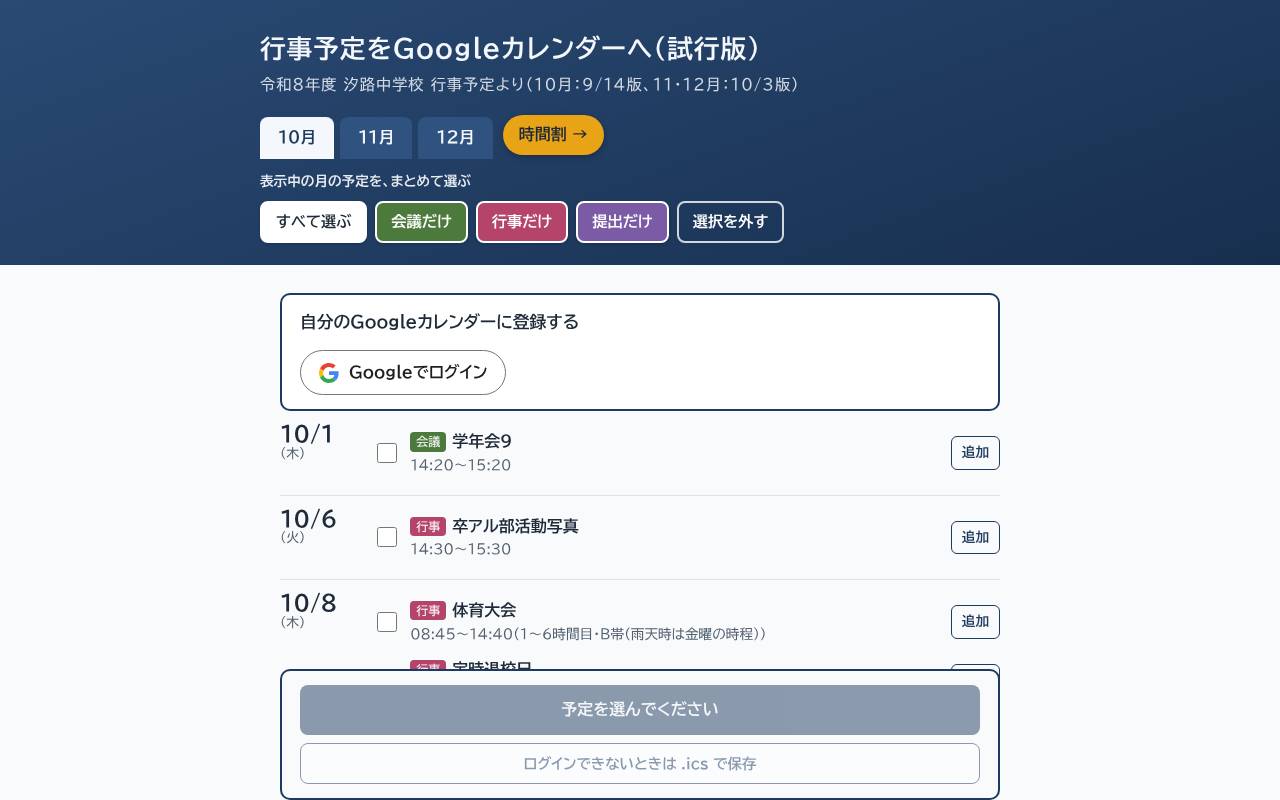 行事予定をGoogleカレンダーへ（試行版）
令和8年度 汐路中学校 行事予定より（10月：9/14版、11・12月：10/3版）
10月 11月 12月 時間割 →
表示中の月の予定を、まとめて選ぶ
すべて選ぶ 会議だけ 行事だけ 提出だけ 選択を外す
自分のGoogleカレンダーに登録する
Googleでログイン
10/1
（木）
会議 学年会9
14:20〜15:20
追加
10/6
（火）
行事 卒アル部活動写真
14:30〜15:30
追加
10/8
（木）
行事 体育大会
08:45〜14:40（1〜6時間目・B帯（雨天時は金曜の時程））
追加
行事 定時退校日
予定を選んでください
ログインできないときは .ics で保存